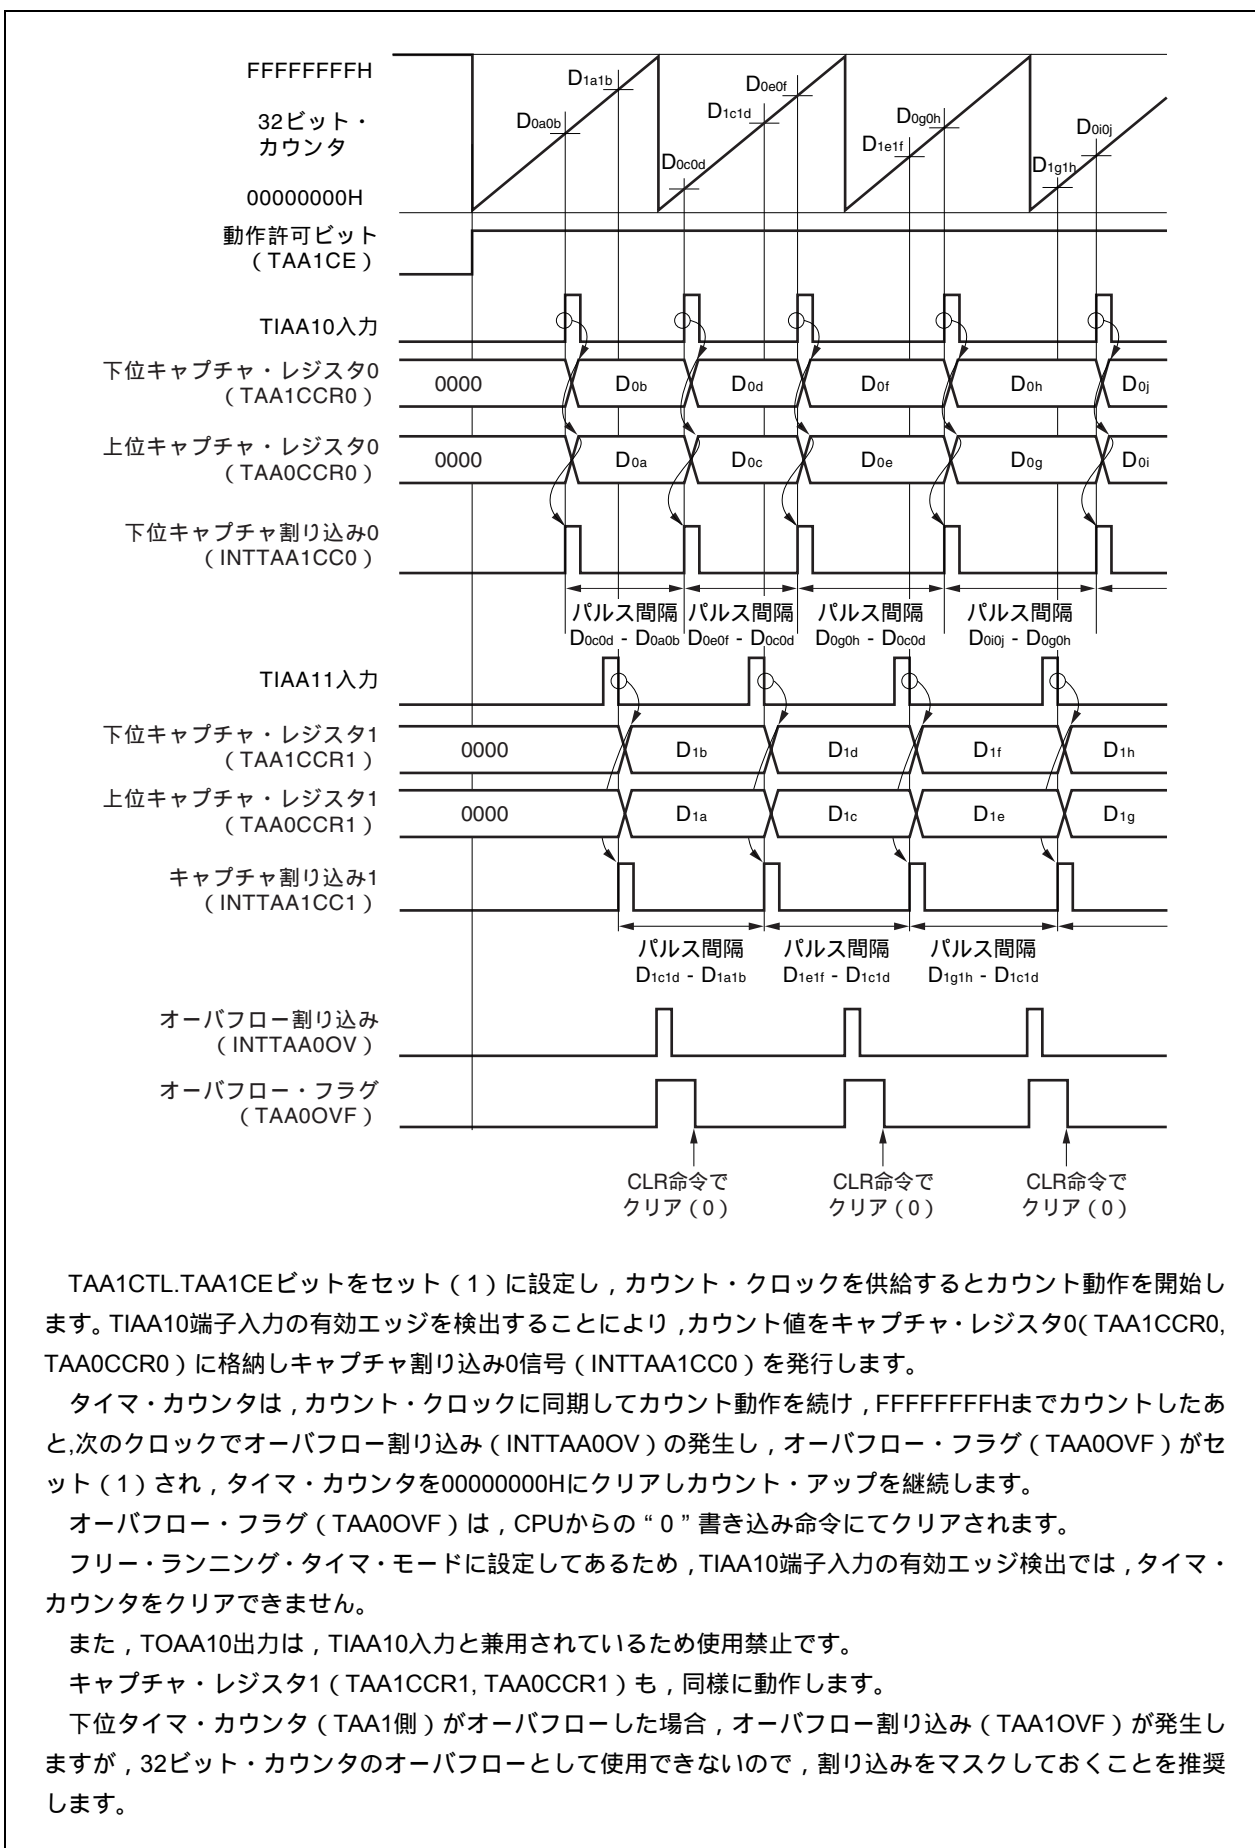 FFFFFFFFH
32ビット・
カウンタ
00000000H
D0a0b
D1a1b
D0c0d
D1c1d
D0e0f
D1e1f
D0g0h
D1g1h
D0i0j
動作許可ビット
（TAA1CE）
TIAA10入力
下位キャプチャ・レジスタ0
（TAA1CCR0）
0000 D0b D0d D0f D0h D0j
上位キャプチャ・レジスタ0
（TAA0CCR0）
0000 D0a D0c D0e D0g D0i
下位キャプチャ割り込み0
（INTTAA1CC0）
パルス間隔 パルス間隔 パルス間隔 パルス間隔
D0c0d - D0a0b D0e0f - D0c0d D0g0h - D0c0d D0i0j - D0g0h
TIAA11入力
下位キャプチャ・レジスタ1
（TAA1CCR1）
0000 D1b D1d D1f D1h
上位キャプチャ・レジスタ1
（TAA0CCR1）
0000 D1a D1c D1e D1g
キャプチャ割り込み1
（INTTAA1CC1）
パルス間隔 パルス間隔 パルス間隔
D1c1d - D1a1b D1e1f - D1c1d D1g1h - D1c1d
オーバフロー割り込み
（INTTAA0OV）
オーバフロー・フラグ
（TAA0OVF）
CLR命令で CLR命令で CLR命令で
クリア（0） クリア（0） クリア（0）
TAA1CTL.TAA1CEビットをセット（1）に設定し，カウント・クロックを供給するとカウント動作を開始し
ます。TIAA10端子入力の有効エッジを検出することにより，カウント値をキャプチャ・レジスタ0（TAA1CCR0,
TAA0CCR0）に格納しキャプチャ割り込み0信号（INTTAA1CC0）を発行します。
タイマ・カウンタは，カウント・クロックに同期してカウント動作を続け，FFFFFFFFHまでカウントしたあ
と,次のクロックでオーバフロー割り込み（INTTAA0OV）の発生し，オーバフロー・フラグ（TAA0OVF）がセ
ット（1）され，タイマ・カウンタを00000000Hにクリアしカウント・アップを継続します。
オーバフロー・フラグ（TAA0OVF）は，CPUからの“0”書き込み命令にてクリアされます。
フリー・ランニング・タイマ・モードに設定してあるため，TIAA10端子入力の有効エッジ検出では，タイマ・
カウンタをクリアできません。
また，TOAA10出力は，TIAA10入力と兼用されているため使用禁止です。
キャプチャ・レジスタ1（TAA1CCR1, TAA0CCR1）も，同様に動作します。
下位タイマ・カウンタ（TAA1側）がオーバフローした場合，オーバフロー割り込み（TAA1OVF）が発生し
ますが，32ビット・カウンタのオーバフローとして使用できないので，割り込みをマスクしておくことを推奨
します。